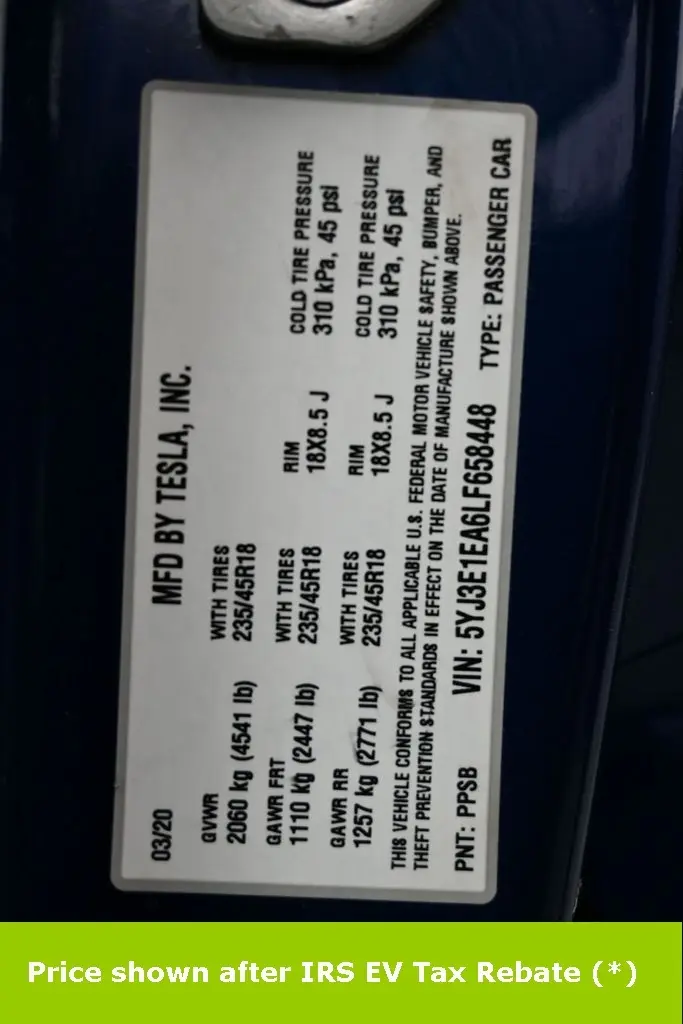 03/20
MFD BY TESLA, INC.
GVWR
2060 kg (4541 lb)
WITH TIRES
235/45R18
GAWR FRT
1110 kg (2447 lb)
WITH TIRES
235/45R18
RIM
18X8.5 J
COLD TIRE PRESSURE
310 kPa, 45 psi
GAWR RR
1257 kg (2771 lb)
WITH TIRES
235/45R18
RIM
18X8.5 J
COLD TIRE PRESSURE
310 kPa, 45 psi
THIS VEHICLE CONFORMS TO ALL APPLICABLE U.S. FEDERAL MOTOR VEHICLE SAFETY, BUMPER, AND
THEFT PREVENTION STANDARDS IN EFFECT ON THE DATE OF MANUFACTURE SHOWN ABOVE.
PNT: PPSB
VIN: 5YJ3E1EA6LF658448
TYPE: PASSENGER CAR
Price shown after IRS EV Tax Rebate (*)